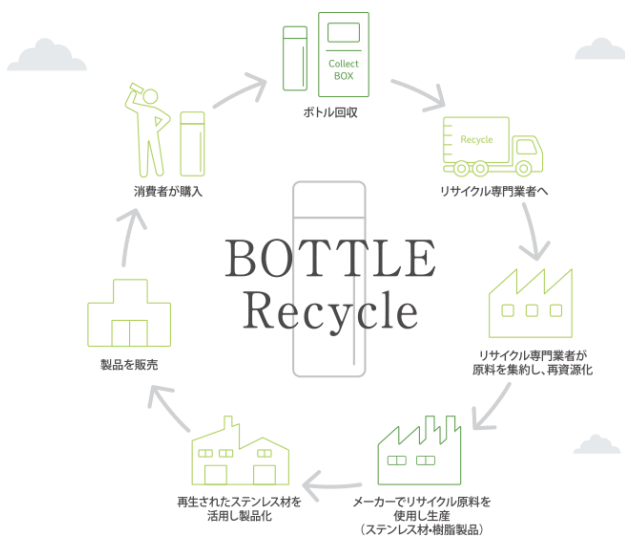 Collect
BOX
ボトル回収
Recycle
リサイクル専門業者へ
リサイクル専門業者が
原料を集約し、再資源化
メーカーでリサイクル原料を
使用し生産
（ステンレス材・樹脂製品）
再生されたステンレス材を
活用し製品化
製品を販売
消費者が購入
BOTTLE
Recycle